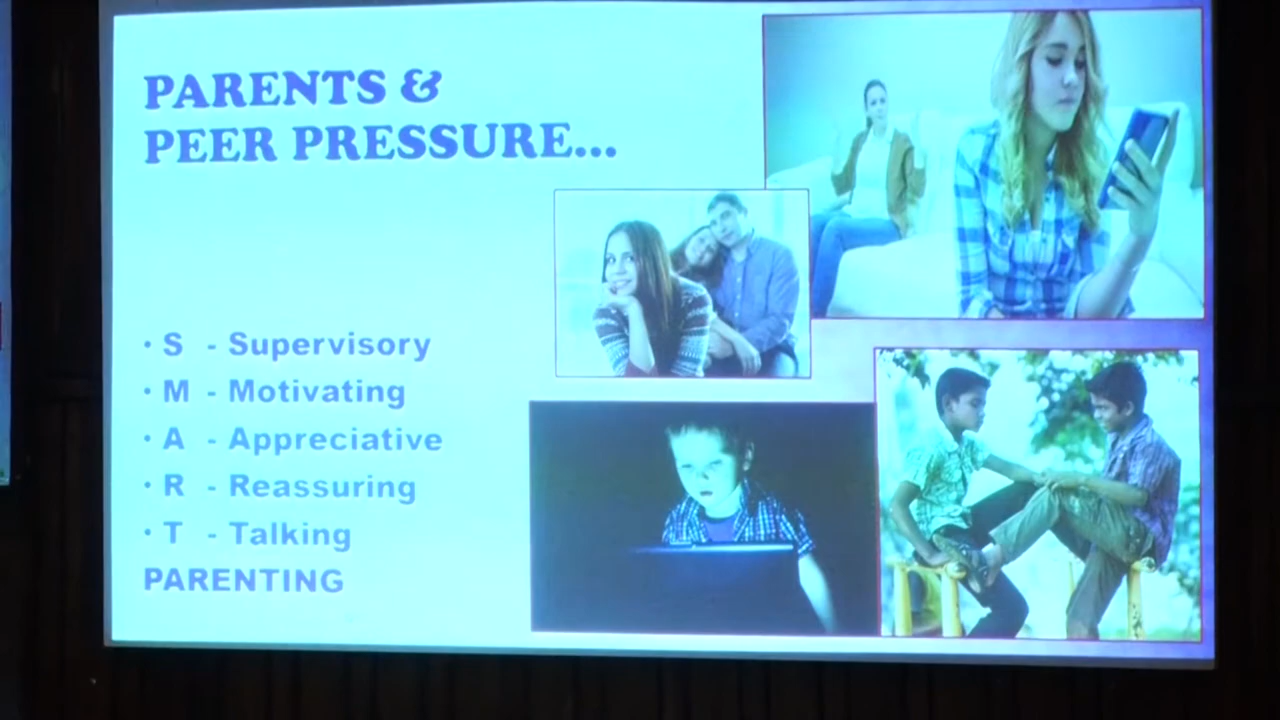 PARENTS &
PEER PRESSURE...
• S - Supervisory
• M - Motivating
• A - Appreciative
• R - Reassuring
• T - Talking
PARENTING